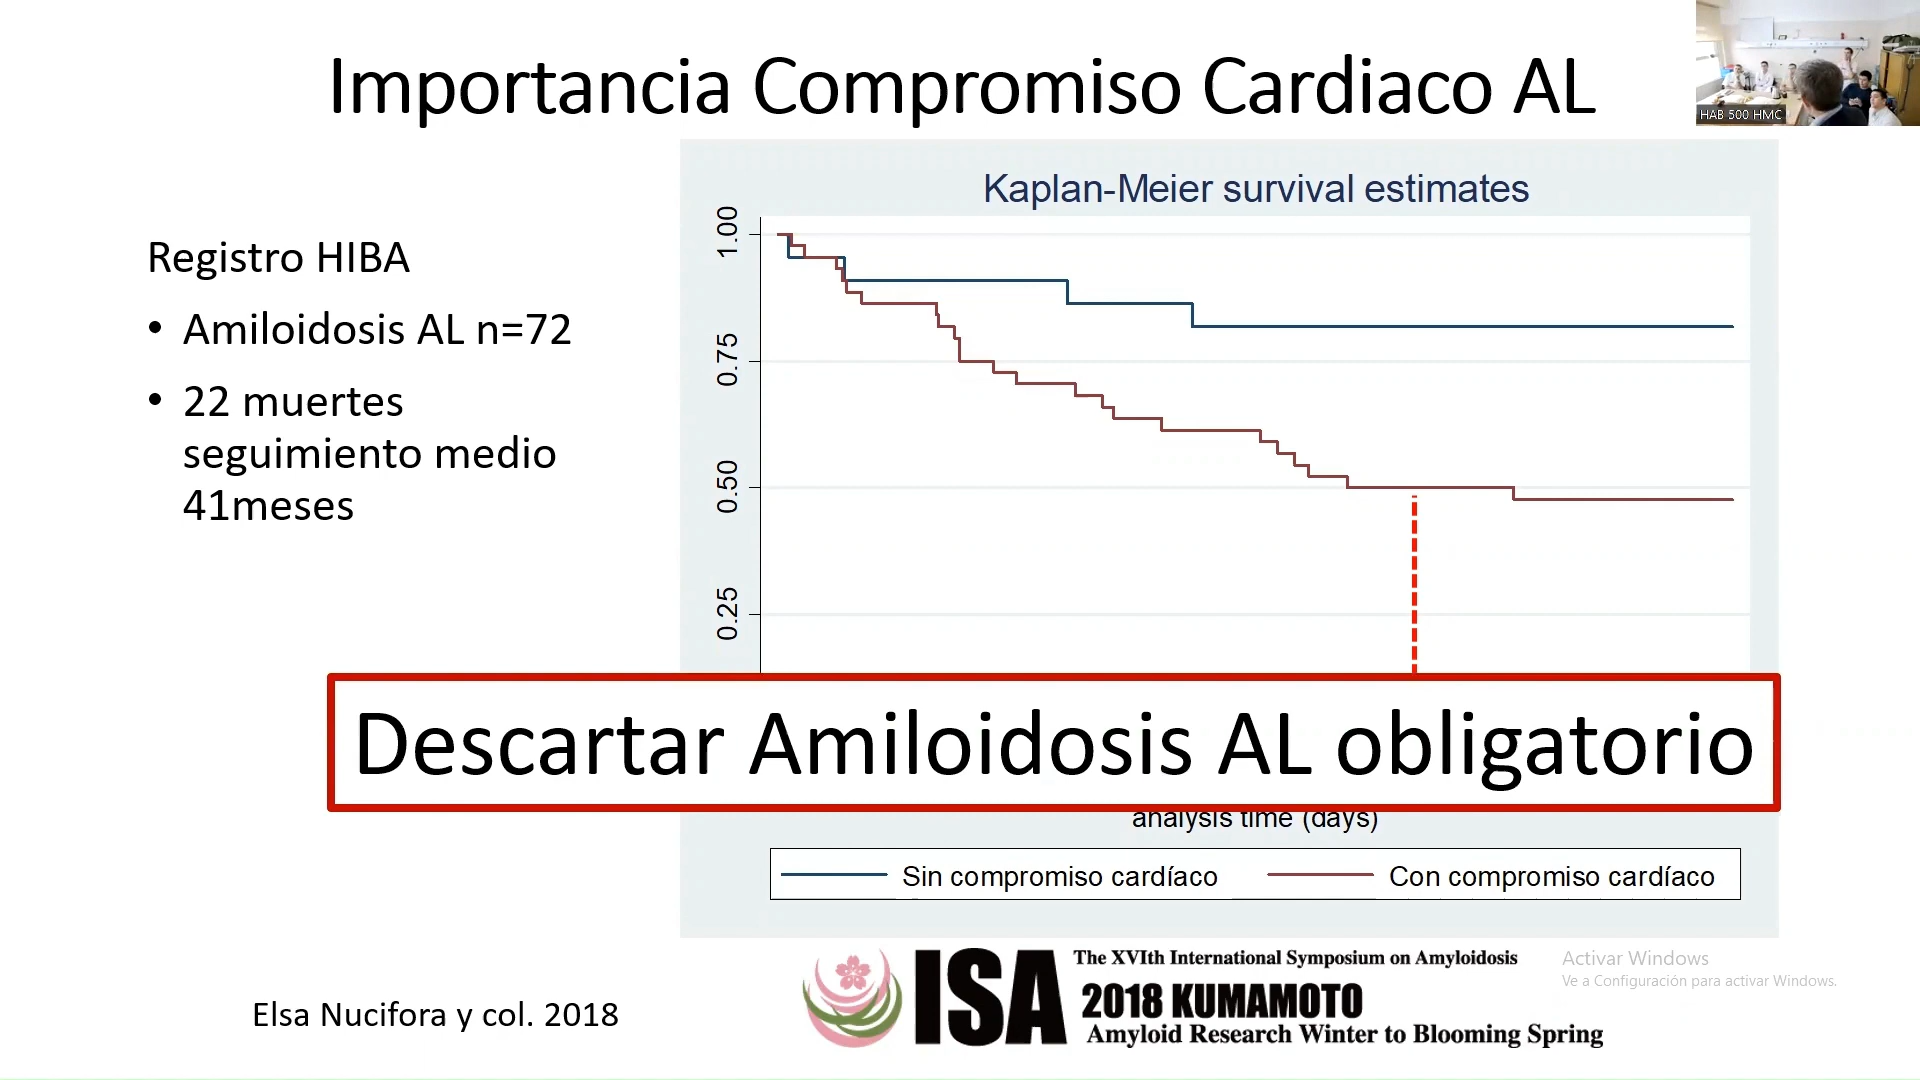 Importancia Compromiso Cardiaco AL
HAB 500 HMC
Registro HIBA
• Amiloidosis AL n=72
• 22 muertes
seguimiento medio
41meses
Kaplan-Meier survival estimates
1.00
0.75
0.50
0.25
Descartar Amiloidosis AL obligatorio
analysis time (days)
Sin compromiso cardíaco
Con compromiso cardíaco
Elsa Nucifora y col. 2018
ISA
The XVIth International Symposium on Amyloidosis
2018 KUMAMOTO
Amyloid Research Winter to Blooming Spring
Activar Windows
Ve a Configuración para activar Windows.